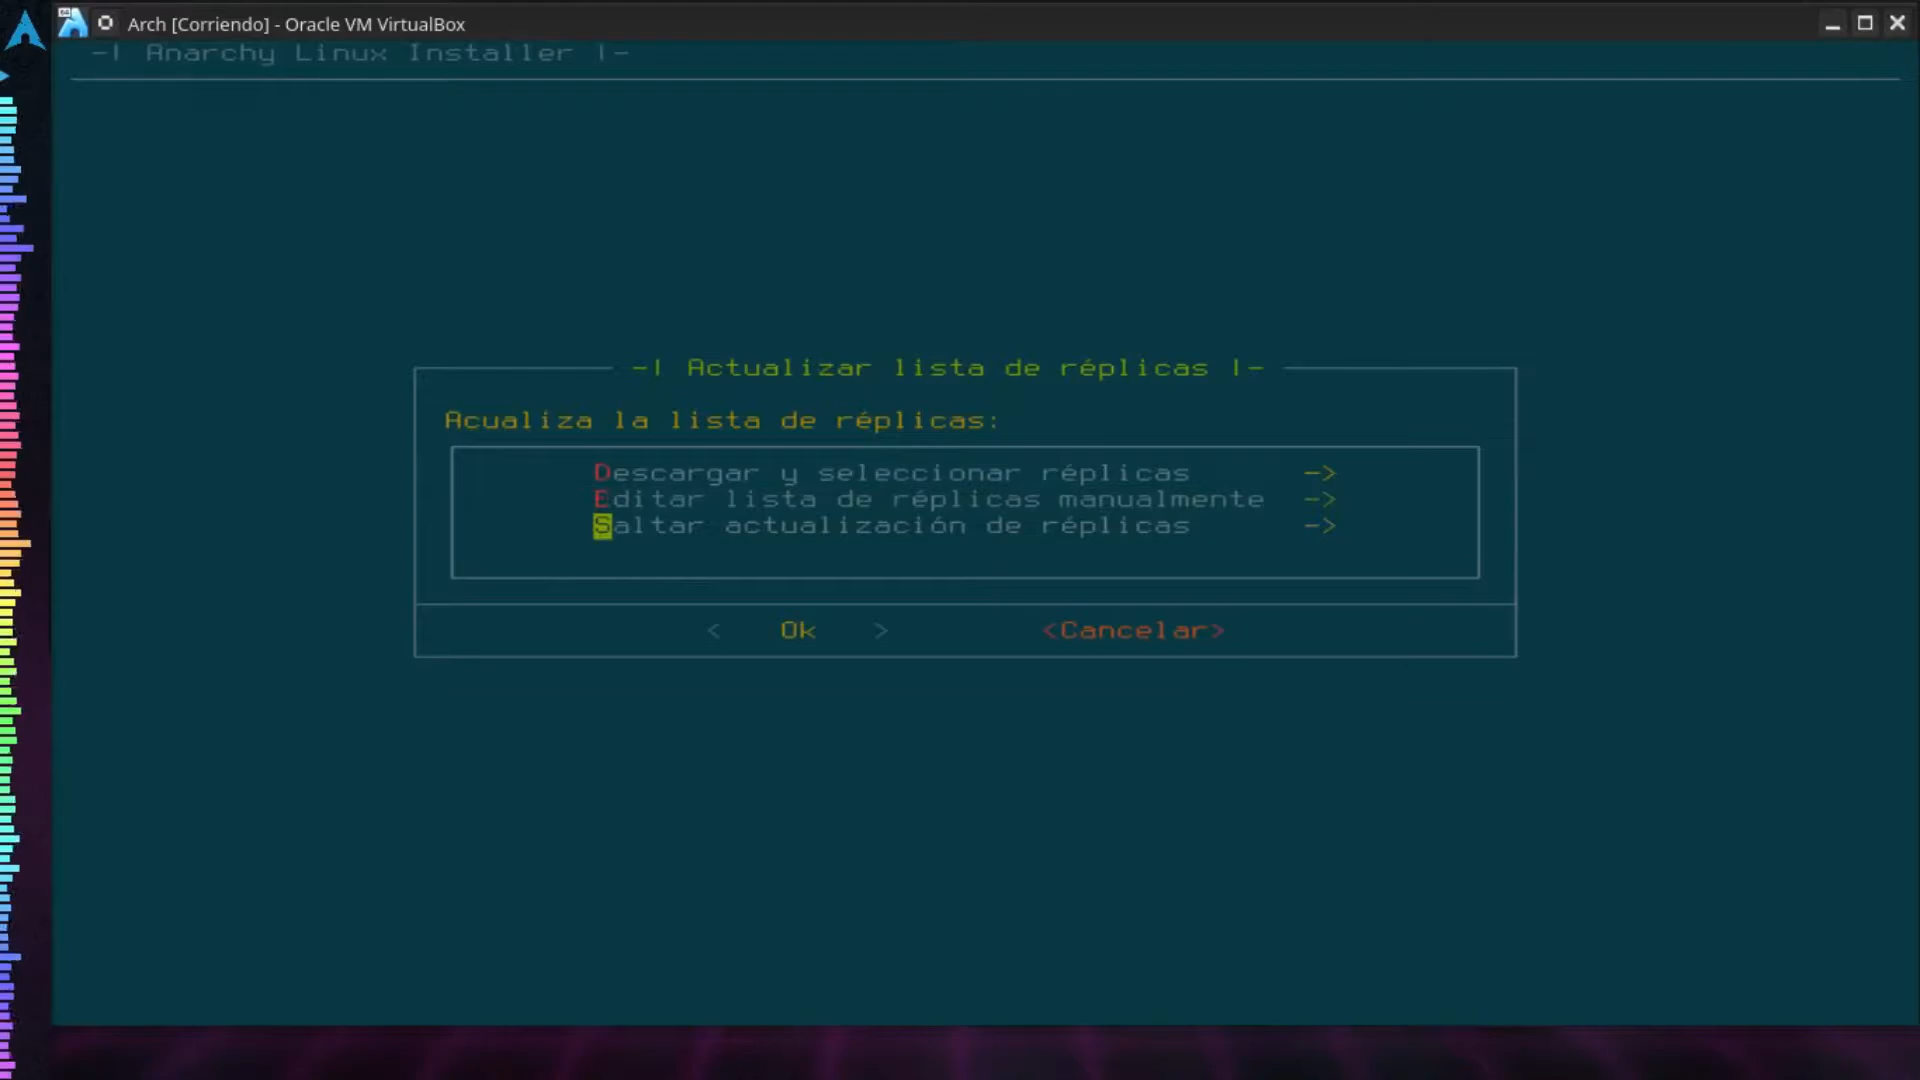 Arch [Corriendo] - Oracle VM VirtualBox
-| Anarchy Linux Installer |-
-| Actualizar lista de réplicas |-
Acualiza la lista de réplicas:
Descargar y seleccionar réplicas ->
Editar lista de réplicas manualmente ->
Saltar actualización de réplicas ->
< Ok > <Cancelar>